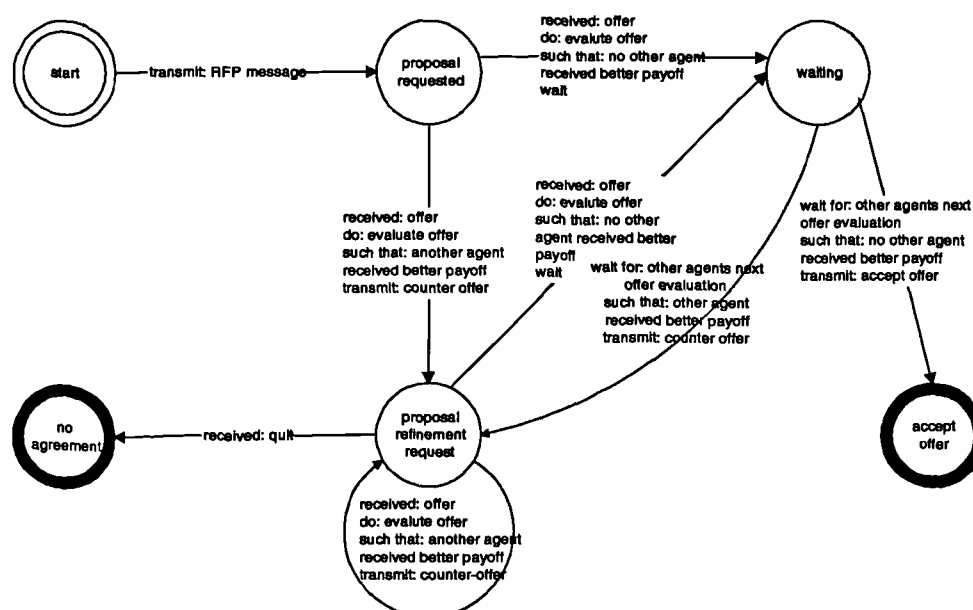 start
transmit: RFP message
proposal
requested
received: offer
do: evalute offer
such that: no other agent
received better payoff
wait
waiting
received: offer
do: evaluate offer
such that: another agent
received better payoff
transmit: counter offer
received: offer
do: evalute offer
such that: no other
agent received better
payoff
wait
wait for: other agents next
offer evaluation
such that: other agent
received better payoff
transmit: counter offer
wait for: other agents next
offer evaluation
such that: no other agent
received better payoff
transmit: accept offer
no
agreement
received: quit
proposal
refinement
request
accept
offer
received: offer
do: evalute offer
such that: another agent
received better payoff
transmit: counter-offer